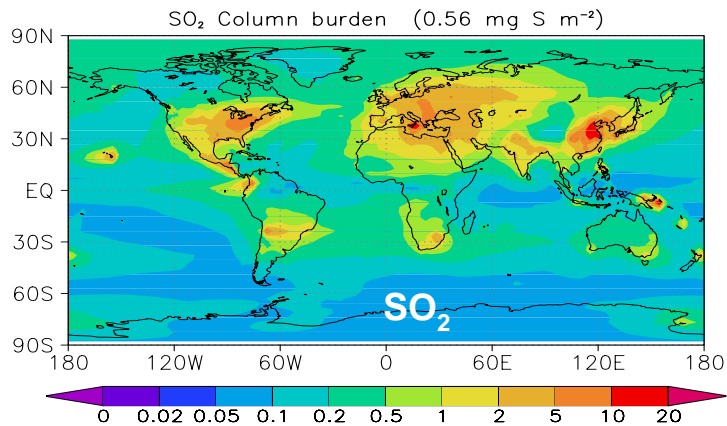 SO₂ Column burden (0.56 mg S m⁻²)
90N
60N
30N
EQ
30S
60S
90S
SO₂
180 120W 60W 0 60E 120E 180
0 0.02 0.05 0.1 0.2 0.5 1 2 5 10 20